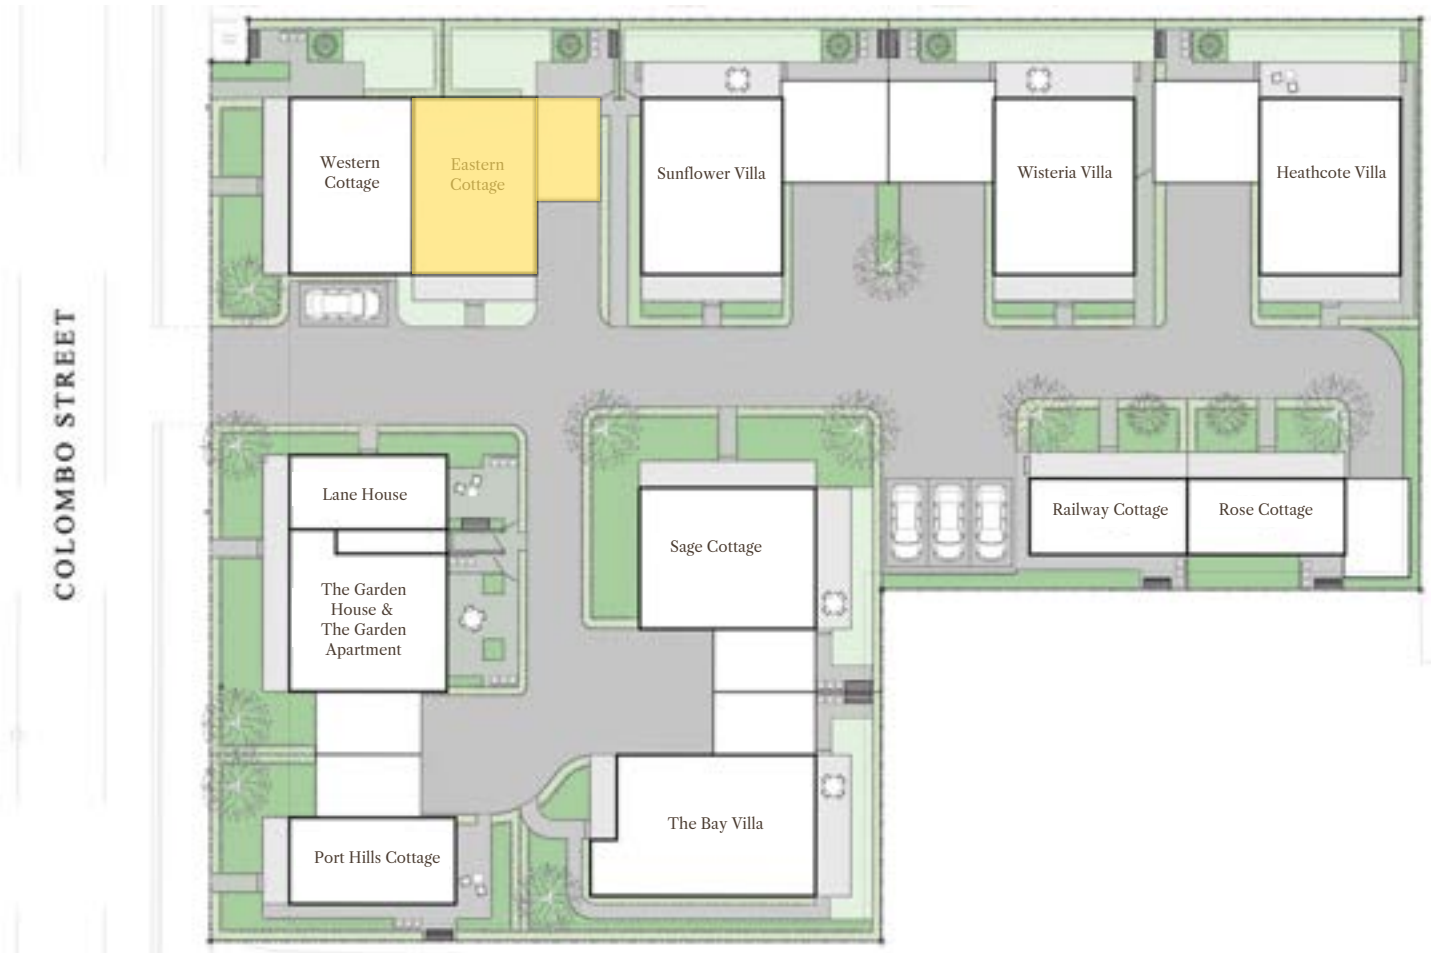 Western
Cottage
Eastern
Cottage
Sunflower Villa
Wisteria Villa
Heathcote Villa
COLOMBO STREET
Lane House
The Garden
House &
The Garden
Apartment
Sage Cottage
Railway Cottage
Rose Cottage
The Bay Villa
Port Hills Cottage